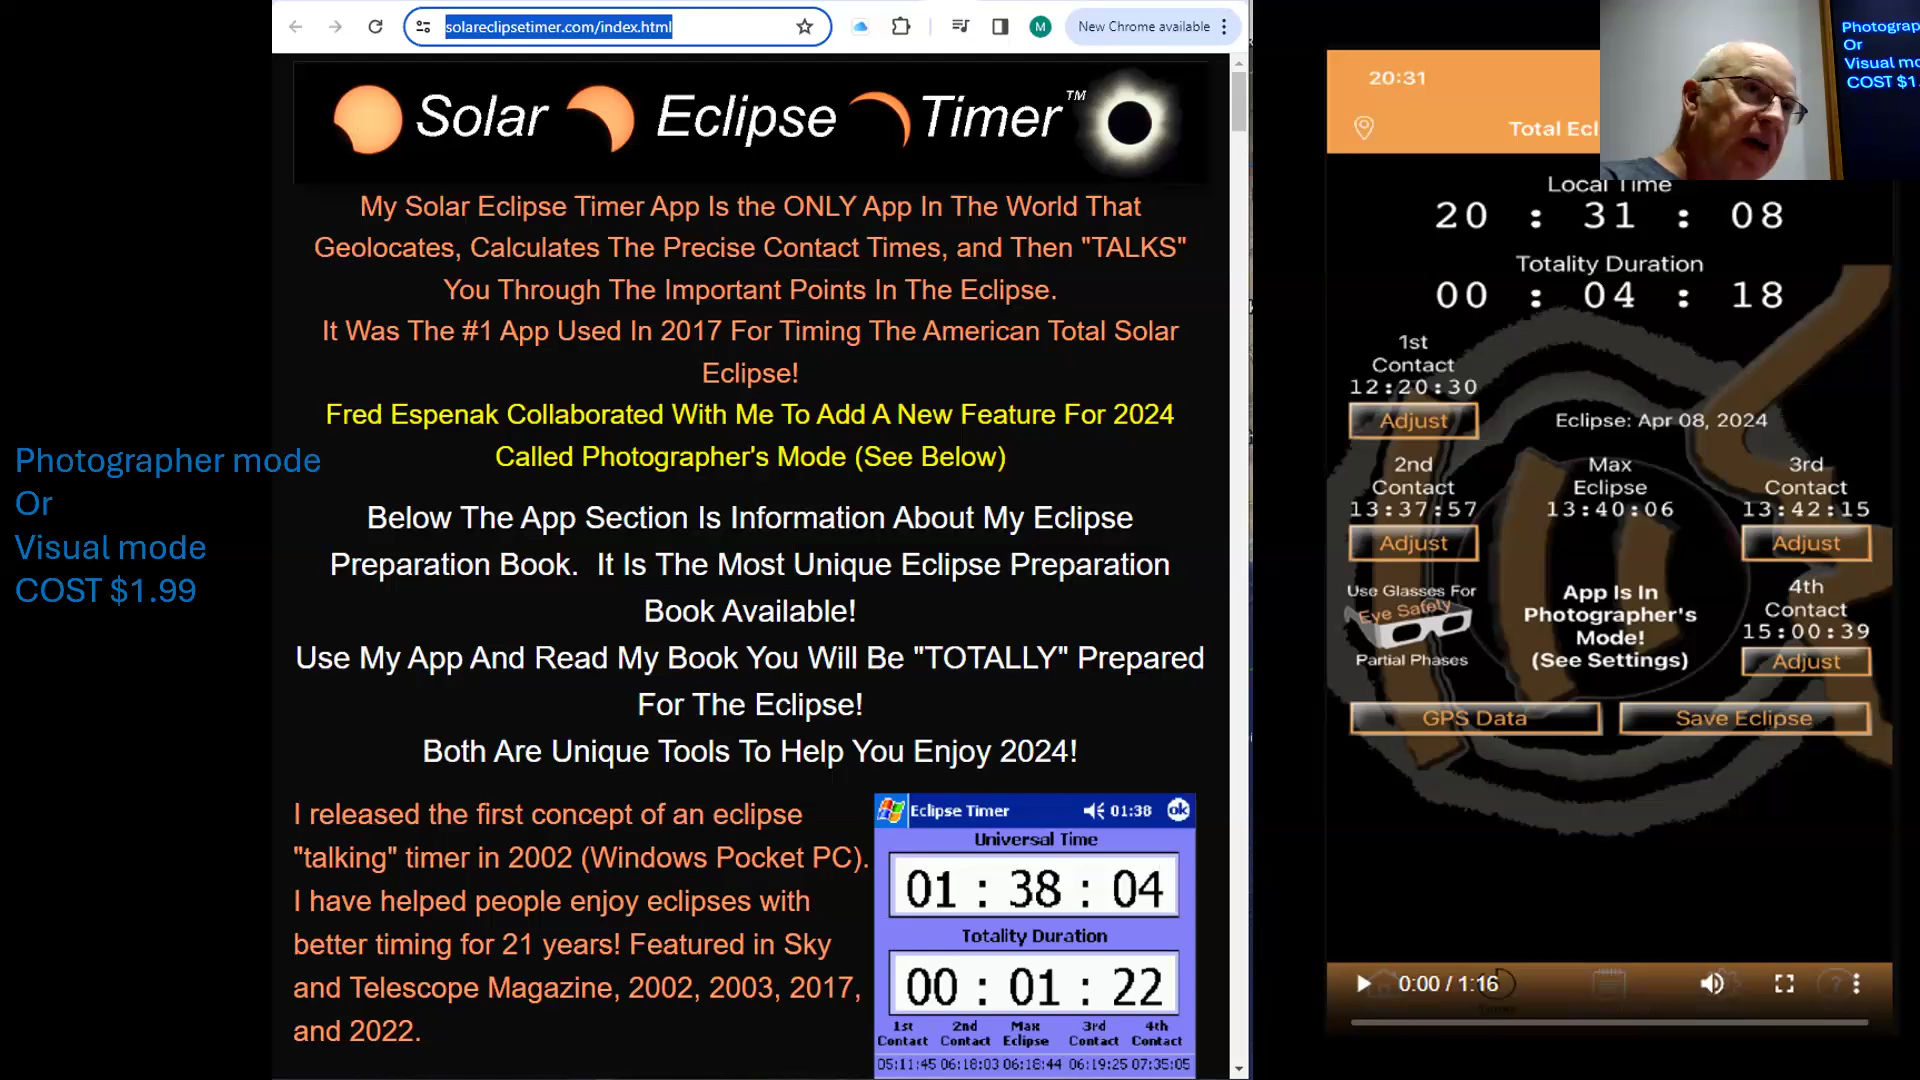 solareclipsetimer.com/index.html
M
New Chrome available
Solar Eclipse Timer™
My Solar Eclipse Timer App Is the ONLY App In The World That
Geolocates, Calculates The Precise Contact Times, and Then "TALKS"
You Through The Important Points In The Eclipse.
It Was The #1 App Used In 2017 For Timing The American Total Solar
Eclipse!
Fred Espenak Collaborated With Me To Add A New Feature For 2024
Called Photographer's Mode (See Below)
Below The App Section Is Information About My Eclipse
Preparation Book. It Is The Most Unique Eclipse Preparation
Book Available!
Use My App And Read My Book You Will Be "TOTALLY" Prepared
For The Eclipse!
Both Are Unique Tools To Help You Enjoy 2024!
I released the first concept of an eclipse
"talking" timer in 2002 (Windows Pocket PC).
I have helped people enjoy eclipses with
better timing for 21 years! Featured in Sky
and Telescope Magazine, 2002, 2003, 2017,
and 2022.
Eclipse Timer 01:38 ok
Universal Time
01 : 38 : 04
Totality Duration
00 : 01 : 22
1st Contact
2nd Contact
Max Eclipse
3rd Contact
4th Contact
05:11:45 06:18:03 06:18:44 06:19:25 07:35:05
Photographer mode
Or
Visual mode
COST $1.99
20:31
Total Ecl
Local Time
20 : 31 : 08
Totality Duration
00 : 04 : 18
1st
Contact
12:20:30
Adjust
Eclipse: Apr 08, 2024
2nd
Contact
13:37:57
Adjust
Max
Eclipse
13:40:06
3rd
Contact
13:42:15
Adjust
Use Glasses For
Eye Safety
Partial Phases
App Is In
Photographer's
Mode!
(See Settings)
4th
Contact
15:00:39
Adjust
GPS Data
Save Eclipse
0:00 / 1:16
Photograp
Or
Visual mo
COST $1.